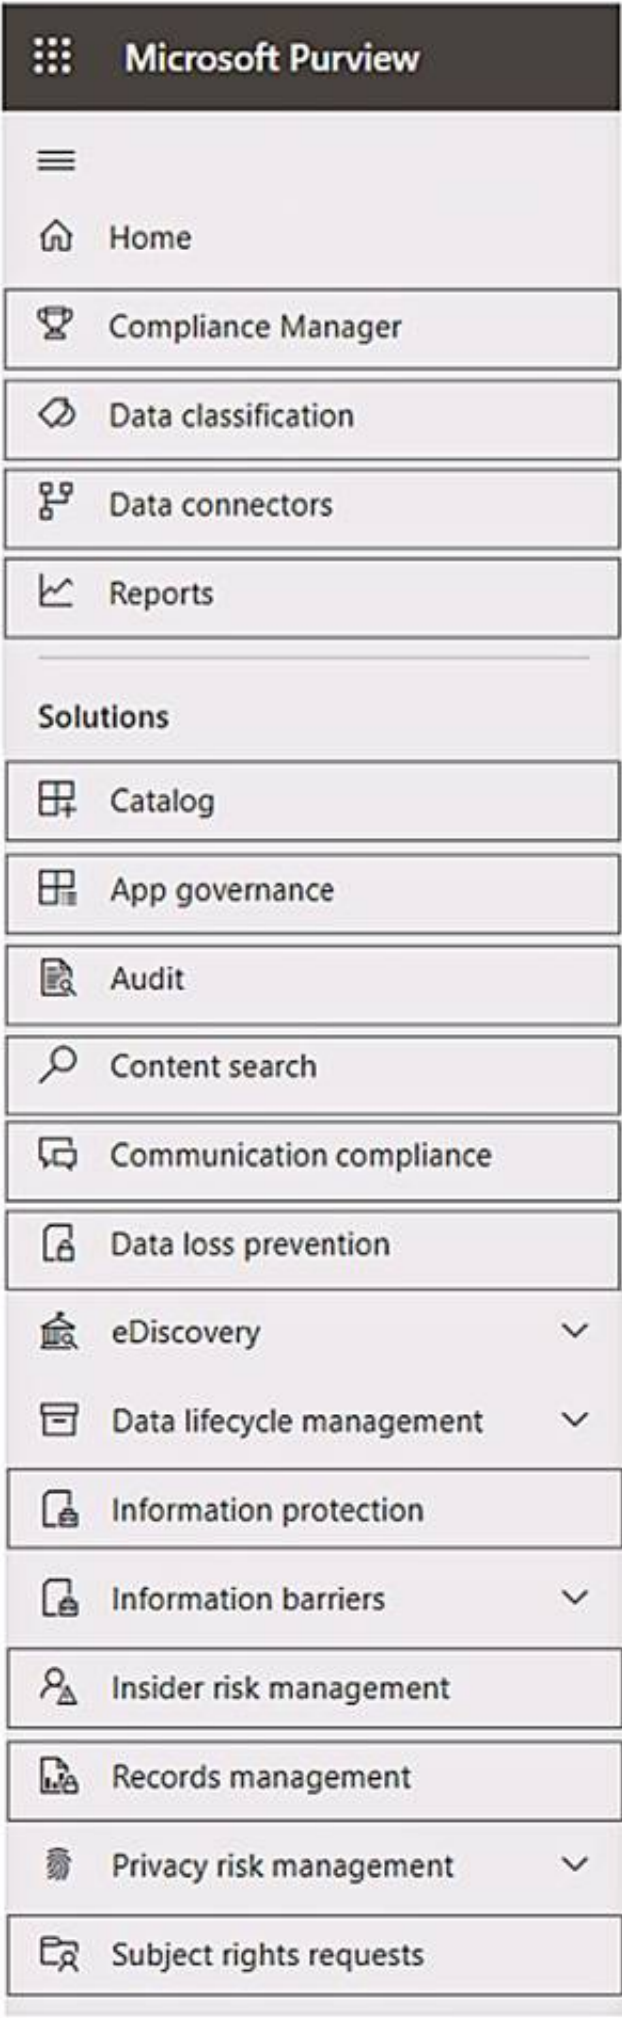 Microsoft Purview
Home
Compliance Manager
Data classification
Data connectors
Reports
Solutions
Catalog
App governance
Audit
Content search
Communication compliance
Data loss prevention
eDiscovery
Data lifecycle management
Information protection
Information barriers
Insider risk management
Records management
Privacy risk management
Subject rights requests